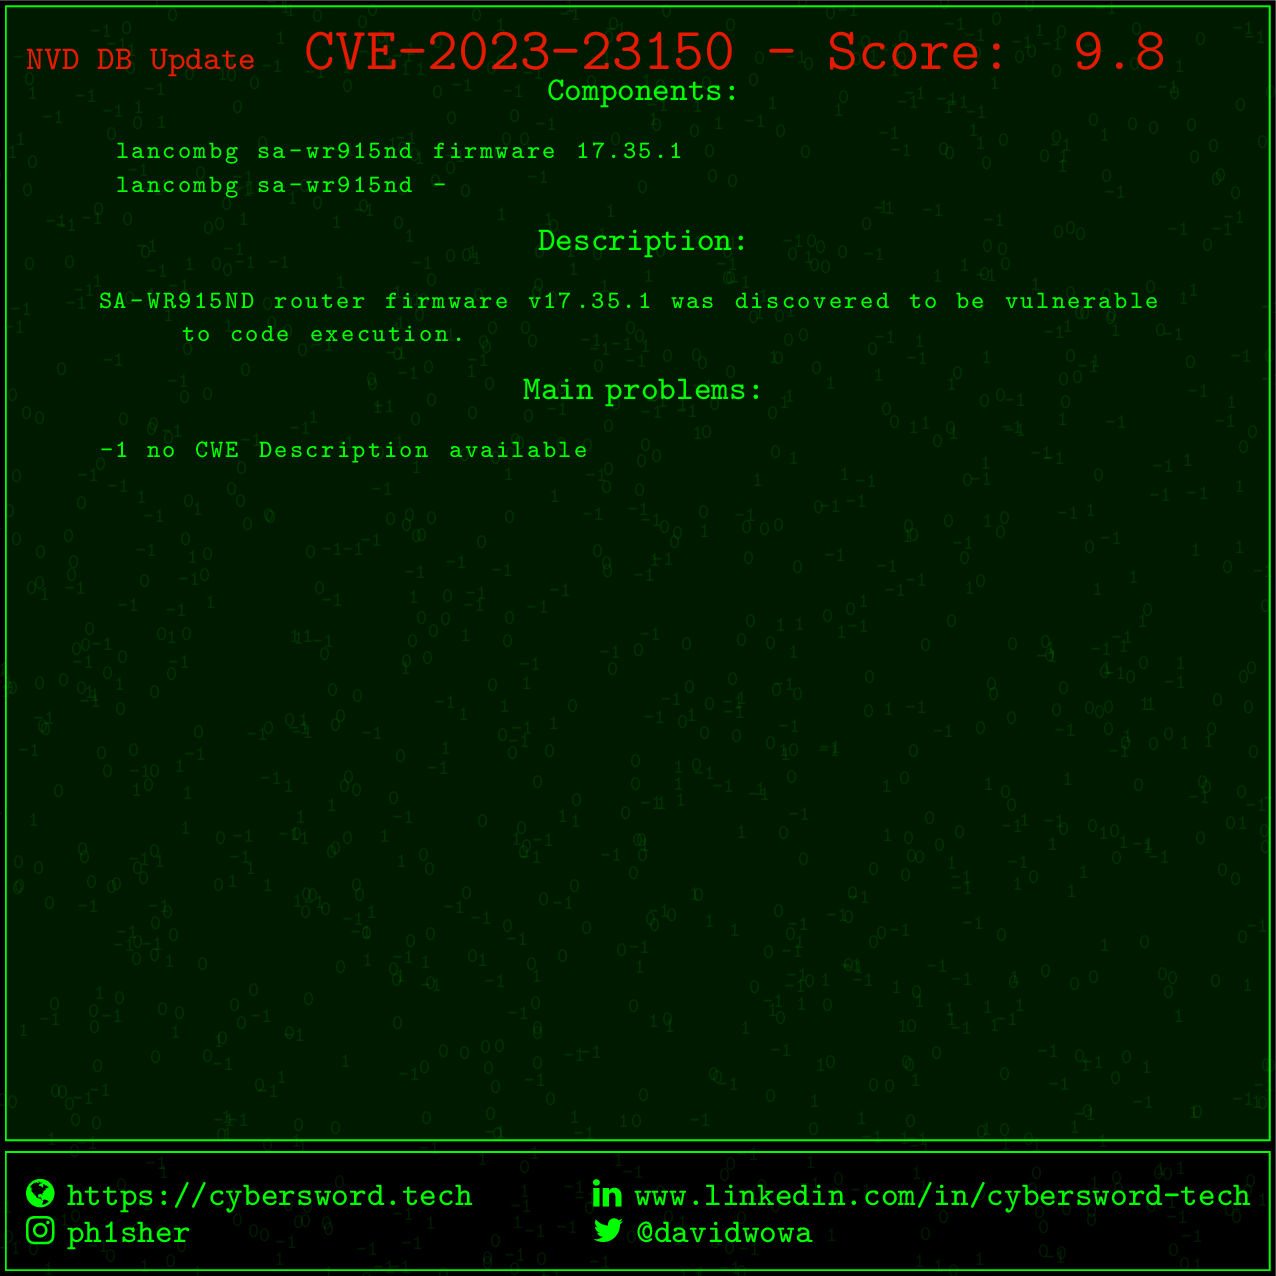 NVD DB Update CVE-2023-23150 - Score: 9.8
Components:
lancombg sa-wr915nd firmware 17.35.1
lancombg sa-wr915nd -
Description:
SA-WR915ND router firmware v17.35.1 was discovered to be vulnerable
to code execution.
Main problems:
-1 no CWE Description available
https://cybersword.tech
www.linkedin.com/in/cybersword-tech
ph1sher
@davidwowa